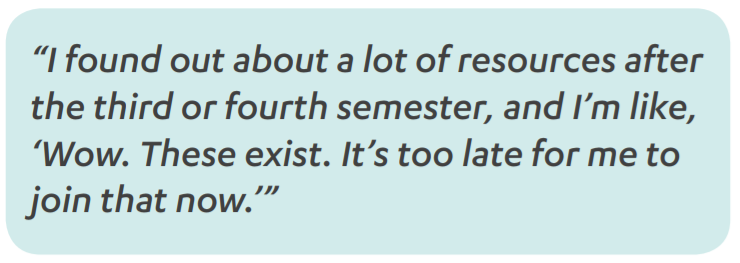 “I found out about a lot of resources after
the third or fourth semester, and I’m like,
‘Wow. These exist. It’s too late for me to
join that now.’”